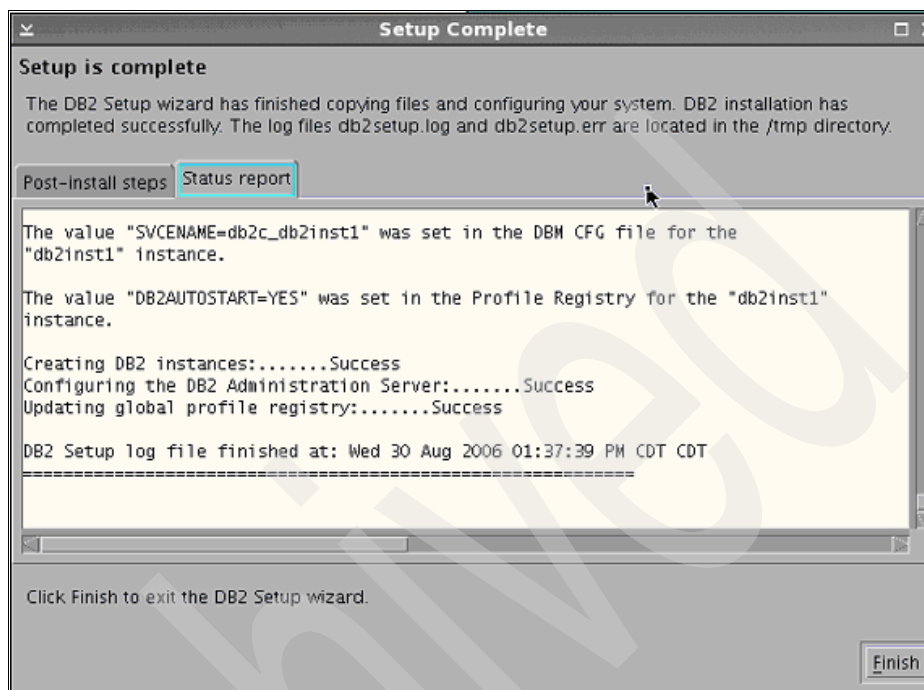 Setup Complete
Setup is complete
The DB2 Setup wizard has finished copying files and configuring your system. DB2 installation has
completed successfully. The log files db2setup.log and db2setup.err are located in the /tmp directory.
Post-install steps
Status report
The value "SVCENAME=db2c_db2inst1" was set in the DBM CFG file for the
"db2inst1" instance.
The value "DB2AUTOSTART=YES" was set in the Profile Registry for the "db2inst1"
instance.
Creating DB2 instances:.......Success
Configuring the DB2 Administration Server:.......Success
Updating global profile registry:.......Success
DB2 Setup log file finished at: Wed 30 Aug 2006 01:37:39 PM CDT CDT
============================================================
Click Finish to exit the DB2 Setup wizard.
Finish
hived